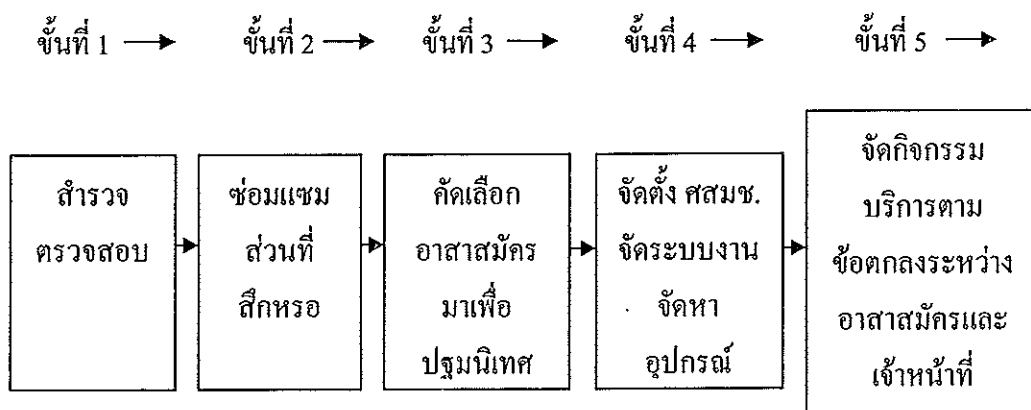 ขั้นที่ 1 ขั้นที่ 2 ขั้นที่ 3 ขั้นที่ 4 ขั้นที่ 5
สำรวจ
ตรวจสอบ
ซ่อมแซม
ส่วนที่
สึกหรอ
คัดเลือก
อาสาสมัคร
มาเพื่อ
ปฐมนิเทศ
จัดตั้ง ศสมช.
จัดระบบงาน
จัดหา
อุปกรณ์
จัดกิจกรรม
บริการตาม
ข้อตกลงระหว่าง
อาสาสมัครและ
เจ้าหน้าที่